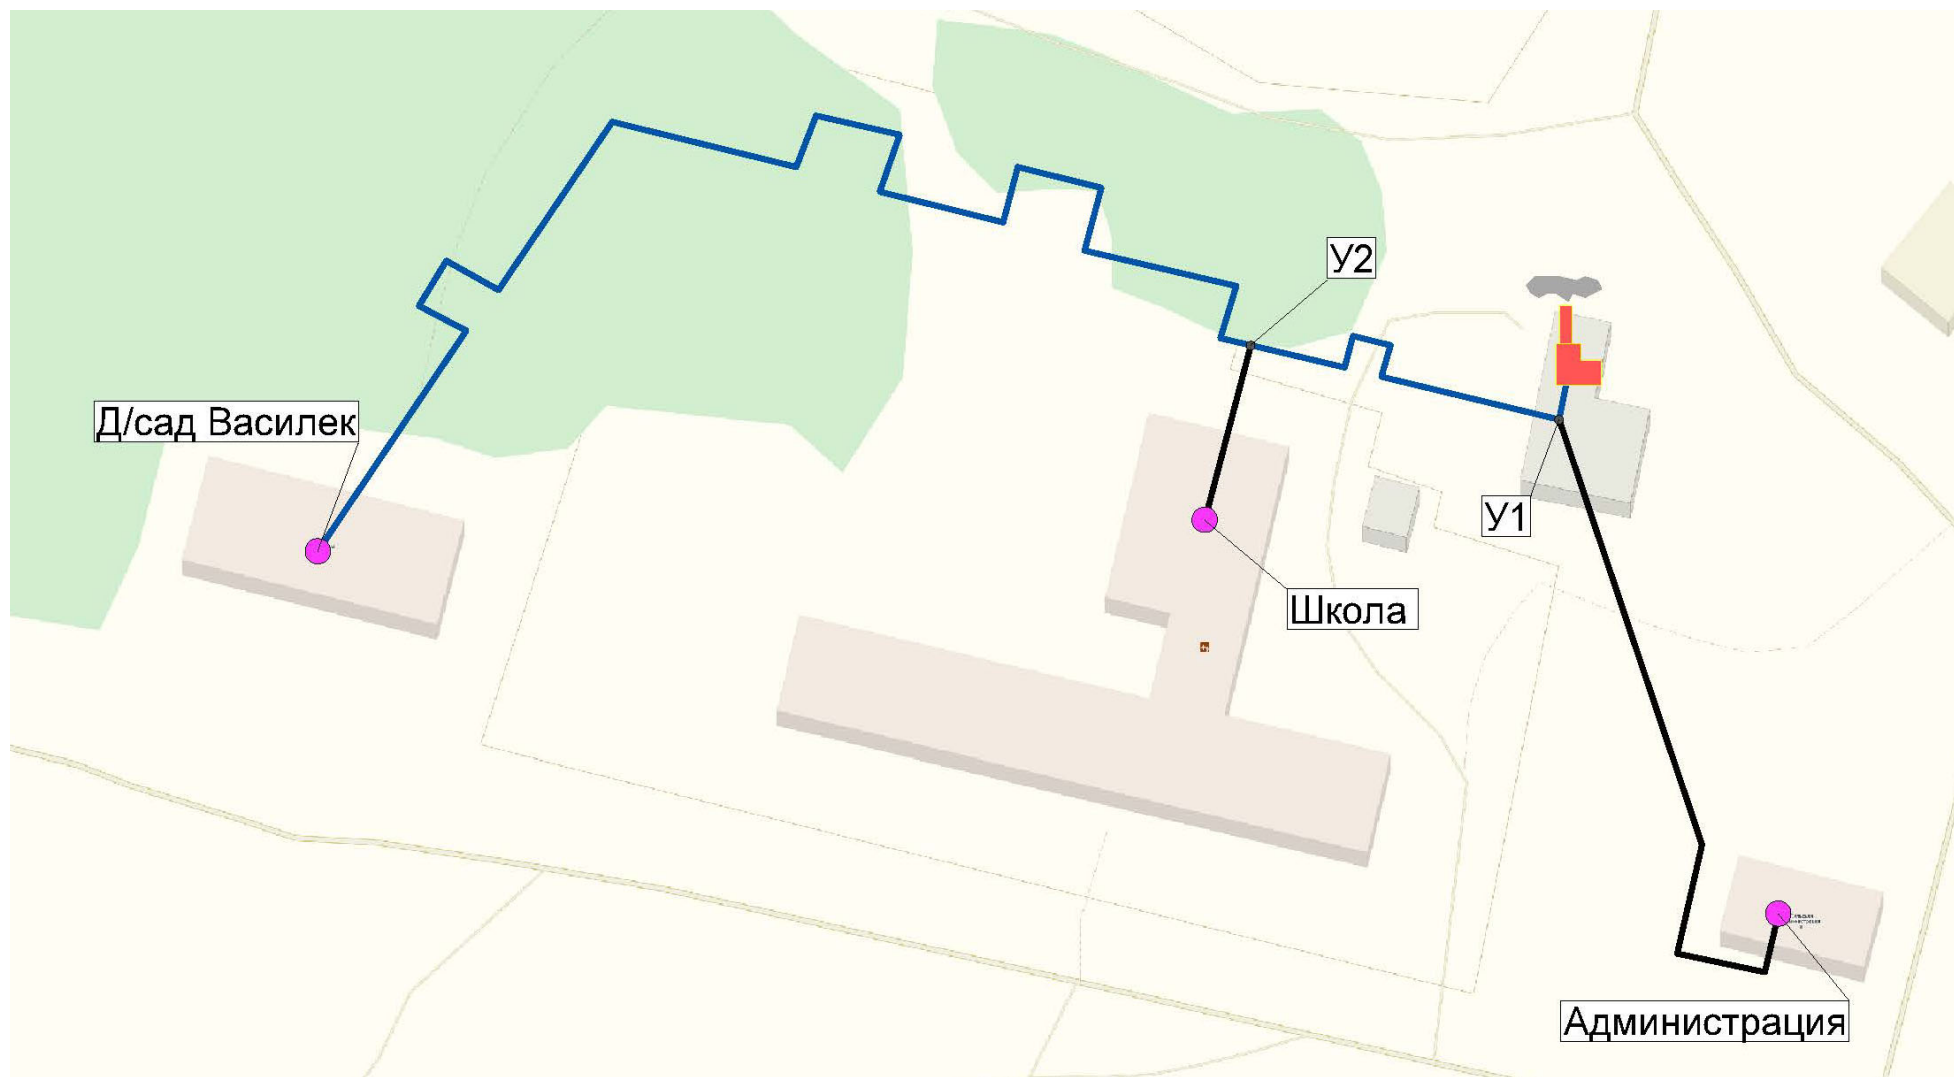 У2
Д/сад Василек
У1
Школа
Администрация